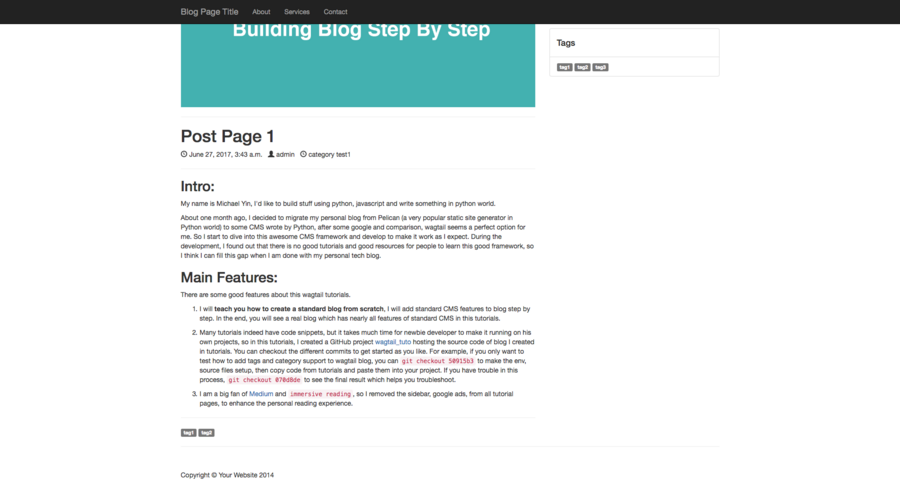 Blog Page Title About Services Contact
Building Blog Step By Step
Tags
tag1 tag2 tag3
Post Page 1
June 27, 2017, 3:43 a.m. admin category test1
Intro:
My name is Michael Yin, I'd like to build stuff using python, javascript and write something in python world.
About one month ago, I decided to migrate my personal blog from Pelican (a very popular static site generator in
Python world) to some CMS wrote by Python, after some google and comparison, wagtail seems a perfect option for
me. So I start to dive into this awesome CMS framework and develop to make it work as I expect. During the
development, I found out that there is no good tutorials and good resources for people to learn this good framework, so
I think I can fill this gap when I am done with my personal tech blog.
Main Features:
There are some good features about this wagtail tutorials.
1. I will teach you how to create a standard blog from scratch, I will add standard CMS features to blog step by
step. In the end, you will see a real blog which has nearly all features of standard CMS in this tutorials.
2. Many tutorials indeed have code snippets, but it takes much time for newbie developer to make it running on his
own projects, so in this tutorials, I created a GitHub project wagtail_tuto hosting the source code of blog I created
in tutorials. You can checkout the different commits to get started as you like. For example, if you only want to
test how to add tags and category support to wagtail blog, you can git checkout 50915b3 to make the env,
source files setup, then copy code from tutorials and paste them into your project. If you have trouble in this
process, git checkout 070d8de to see the final result which helps you troubleshoot.
3. I am a big fan of Medium and immersive reading, so I removed the sidebar, google ads, from all tutorial
pages, to enhance the personal reading experience.
tag1 tag2
Copyright © Your Website 2014